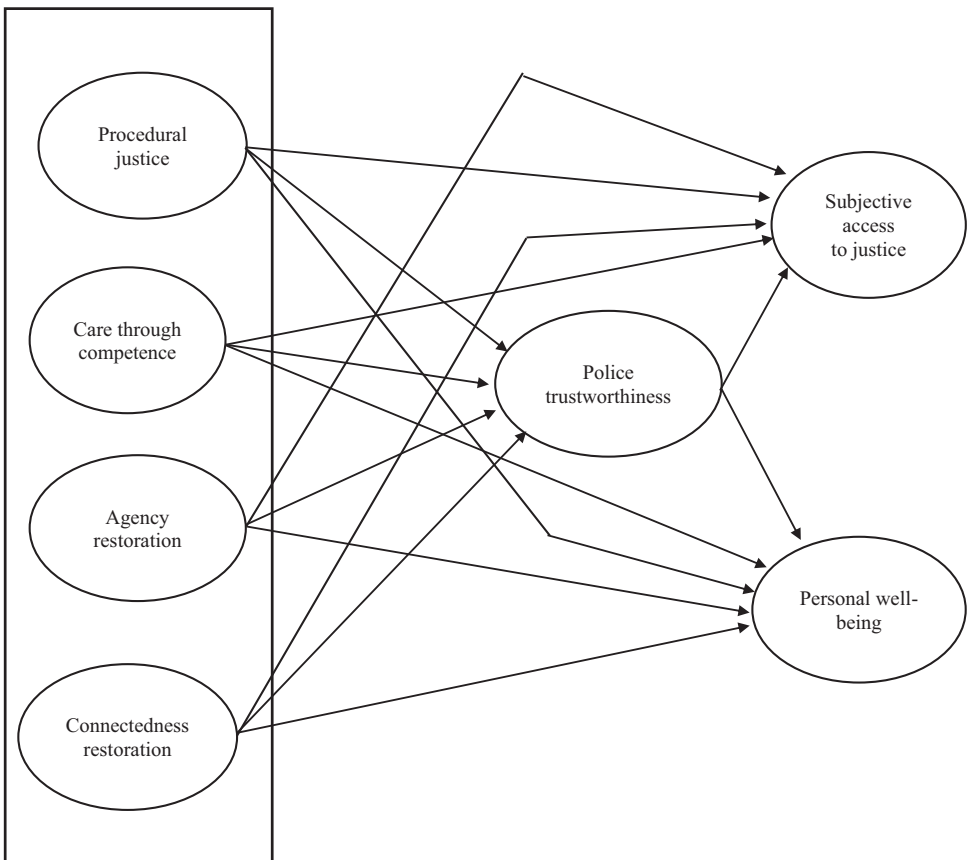 Procedural
justice
Care through
competence
Agency
restoration
Connectedness
restoration
Police
trustworthiness
Subjective
access
to justice
Personal well-
being